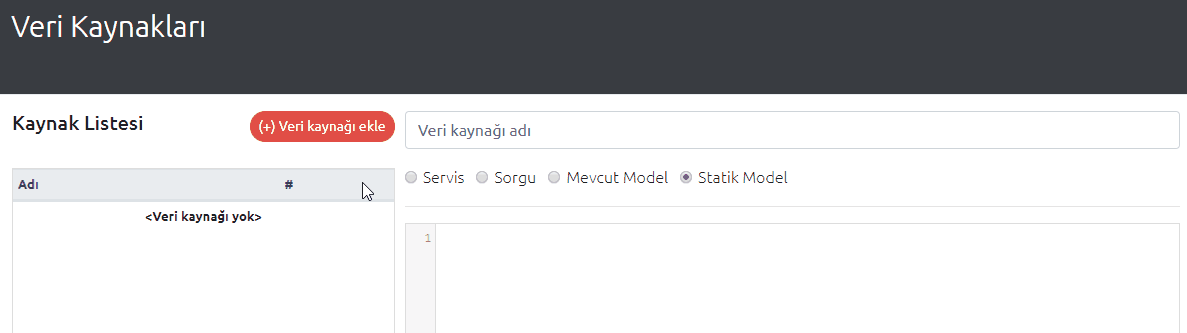 Veri Kaynakları
Kaynak Listesi
(+) Veri kaynağı ekle
Adı #
<Veri kaynağı yok>
Veri kaynağı adı
Servis Sorgu Mevcut Model Statik Model
1